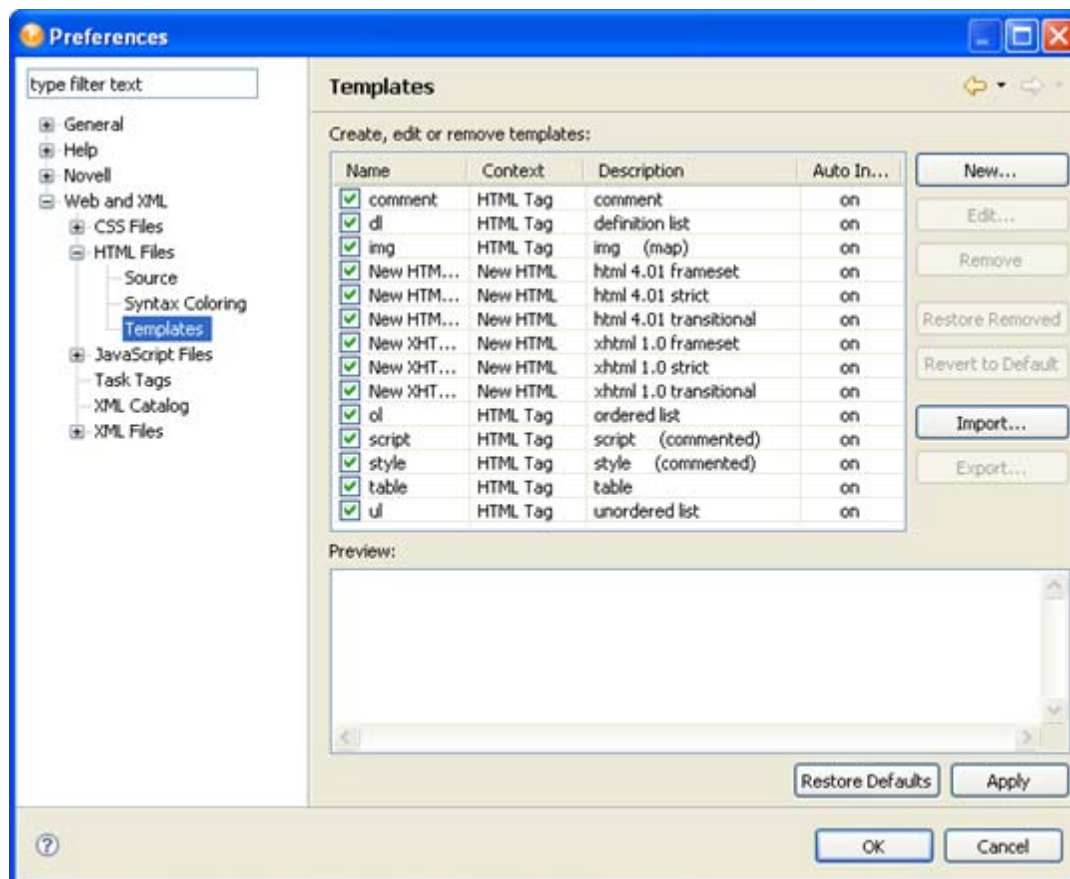 Preferences
type filter text
General
Help
Novell
Web and XML
CSS Files
HTML Files
Source
Syntax Coloring
Templates
JavaScript Files
Task Tags
XML Catalog
XML Files
Templates
Create, edit or remove templates:
Name Context Description Auto In...
comment HTML Tag comment on
dl HTML Tag definition list on
img HTML Tag img (map) on
New HTM... New HTML html 4.01 frameset on
New HTM... New HTML html 4.01 strict on
New HTM... New HTML html 4.01 transitional on
New XHT... New HTML xhtml 1.0 frameset on
New XHT... New HTML xhtml 1.0 strict on
New XHT... New HTML xhtml 1.0 transitional on
ol HTML Tag ordered list on
script HTML Tag script (commented) on
style HTML Tag style (commented) on
table HTML Tag table on
ul HTML Tag unordered list on
New...
Edit...
Remove
Restore Removed
Revert to Default
Import...
Export...
Preview:
Restore Defaults Apply
? OK Cancel